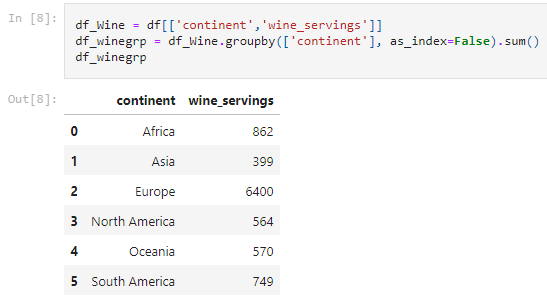 In [8]:
df_Wine = df[['continent','wine_servings']]
df_winegrp = df_Wine.groupby(['continent'], as_index=False).sum()
df_winegrp
Out[8]:
continent wine_servings
0 Africa 862
1 Asia 399
2 Europe 6400
3 North America 564
4 Oceania 570
5 South America 749